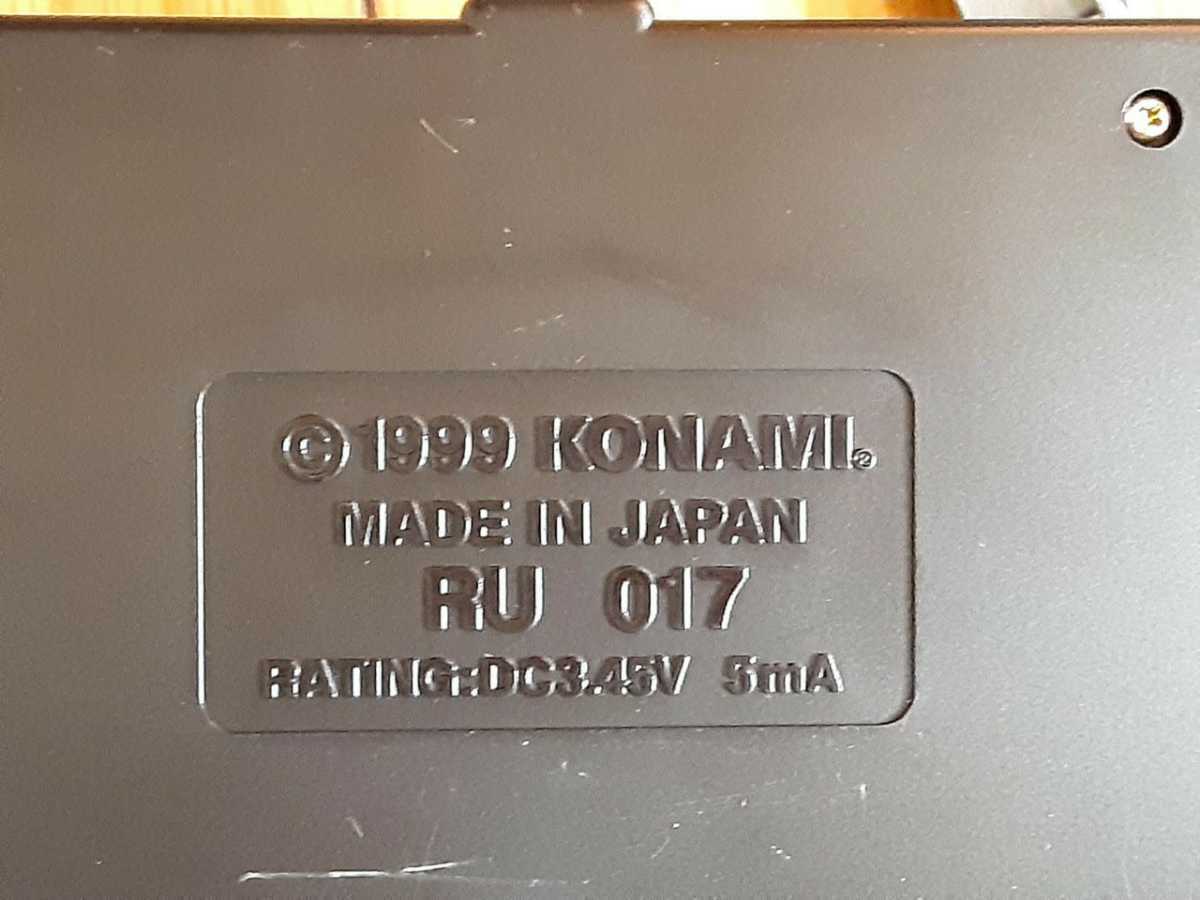 ©1999 KONAMI®
MADE IN JAPAN
RU 017
RATING:DC3.45V 5mA